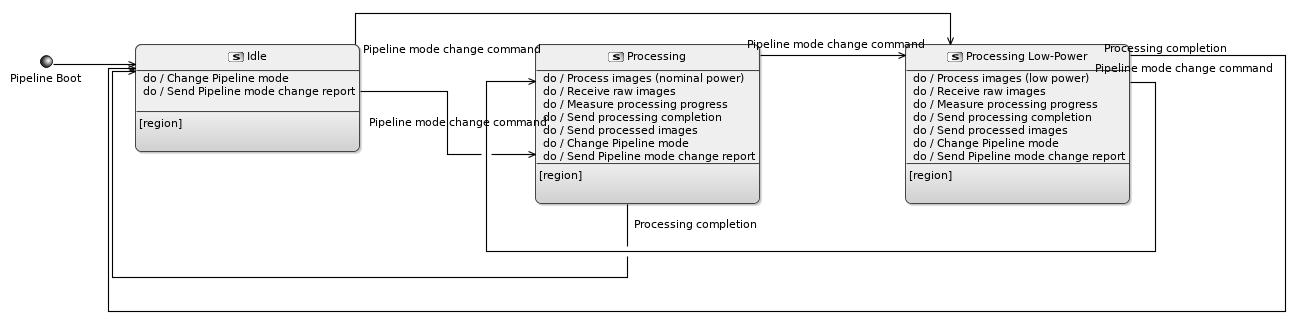 Pipeline Boot
S Idle
do / Change Pipeline mode
do / Send Pipeline mode change report
[region]
Pipeline mode change command
Pipeline mode change command
S Processing
do / Process images (nominal power)
do / Receive raw images
do / Measure processing progress
do / Send processing completion
do / Send processed images
do / Change Pipeline mode
do / Send Pipeline mode change report
[region]
Processing completion
Pipeline mode change command
S Processing Low-Power
do / Process images (low power)
do / Receive raw images
do / Measure processing progress
do / Send processing completion
do / Send processed images
do / Change Pipeline mode
do / Send Pipeline mode change report
[region]
Processing completion
Pipeline mode change command